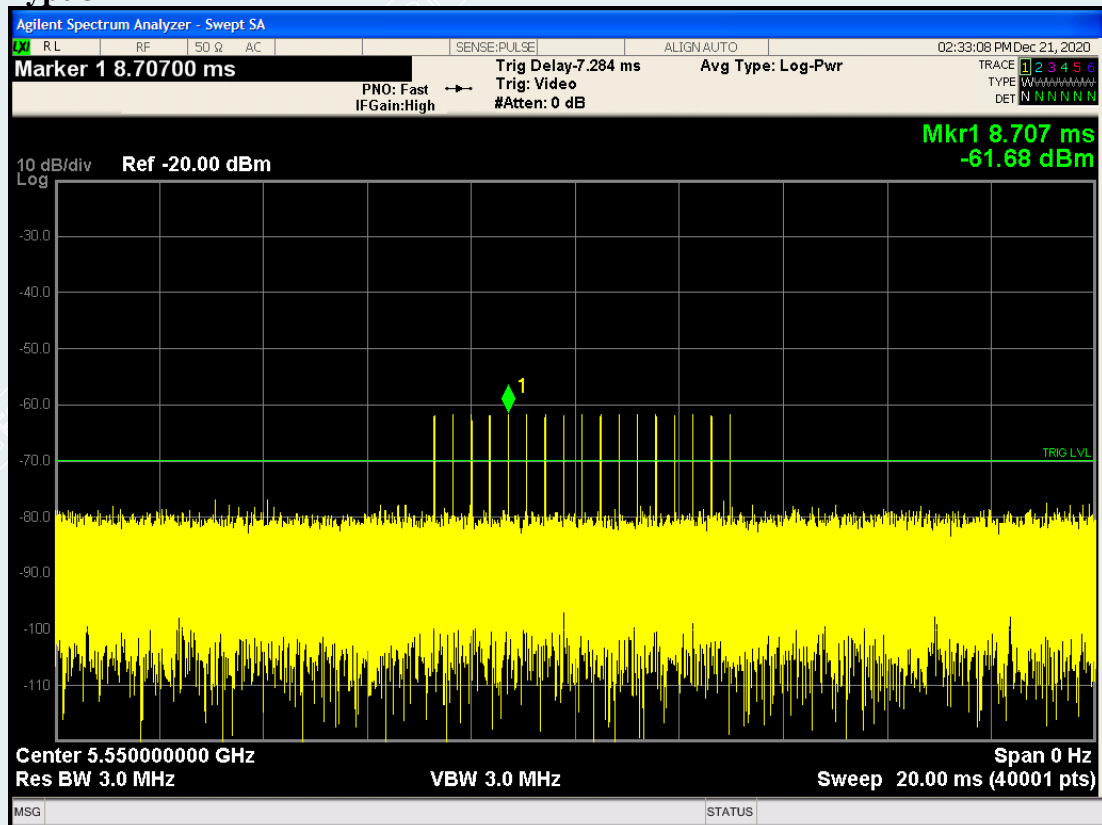 Agilent Spectrum Analyzer - Swept SA
LXI RL RF 50 Ω AC SENSE:PULSE ALIGN AUTO 02:33:08 PM Dec 21, 2020
Marker 1 8.70700 ms
PNO: Fast
IFGain:High
Trig Delay-7.284 ms
Trig: Video
#Atten: 0 dB
Avg Type: Log-Pwr
TRACE 1 2 3 4 5 6
TYPE
DET N N N N N N
Mkr1 8.707 ms
-61.68 dBm
10 dB/div Ref -20.00 dBm
Log
-30.0
-40.0
-50.0
1
-60.0
-70.0
TRIG LVL
-80.0
-90.0
-100
-110
Center 5.550000000 GHz Span 0 Hz
Res BW 3.0 MHz VBW 3.0 MHz Sweep 20.00 ms (40001 pts)
MSG STATUS